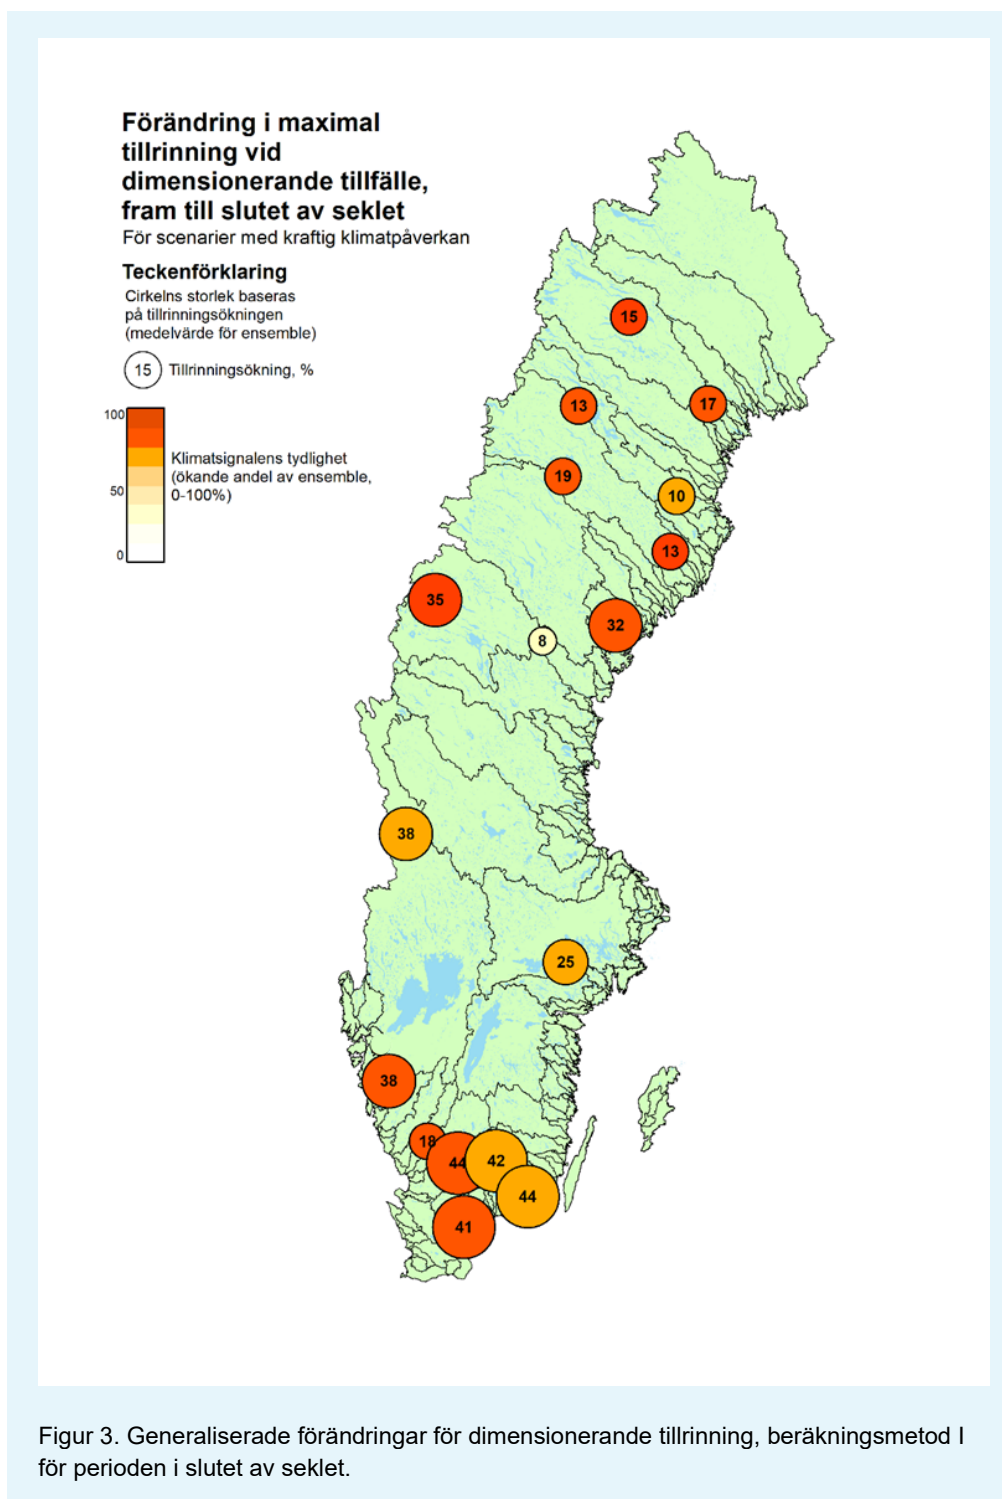 Förändring i maximal
tillrinning vid
dimensionerande tillfälle,
fram till slutet av seklet
För scenarier med kraftig klimatpåverkan
Teckenförklaring
Cirkelns storlek baseras
på tillrinningsökningen
(medelvärde för ensemble)
15 Tillrinningsökning, %
100
50
0
Klimatsignalens tydlighet
(ökande andel av ensemble,
0-100%)
15
13
17
19
10
13
35
32
8
38
25
38
18
44
42
44
41
Figur 3. Generaliserade förändringar för dimensionerande tillrinning, beräkningsmetod I
för perioden i slutet av seklet.